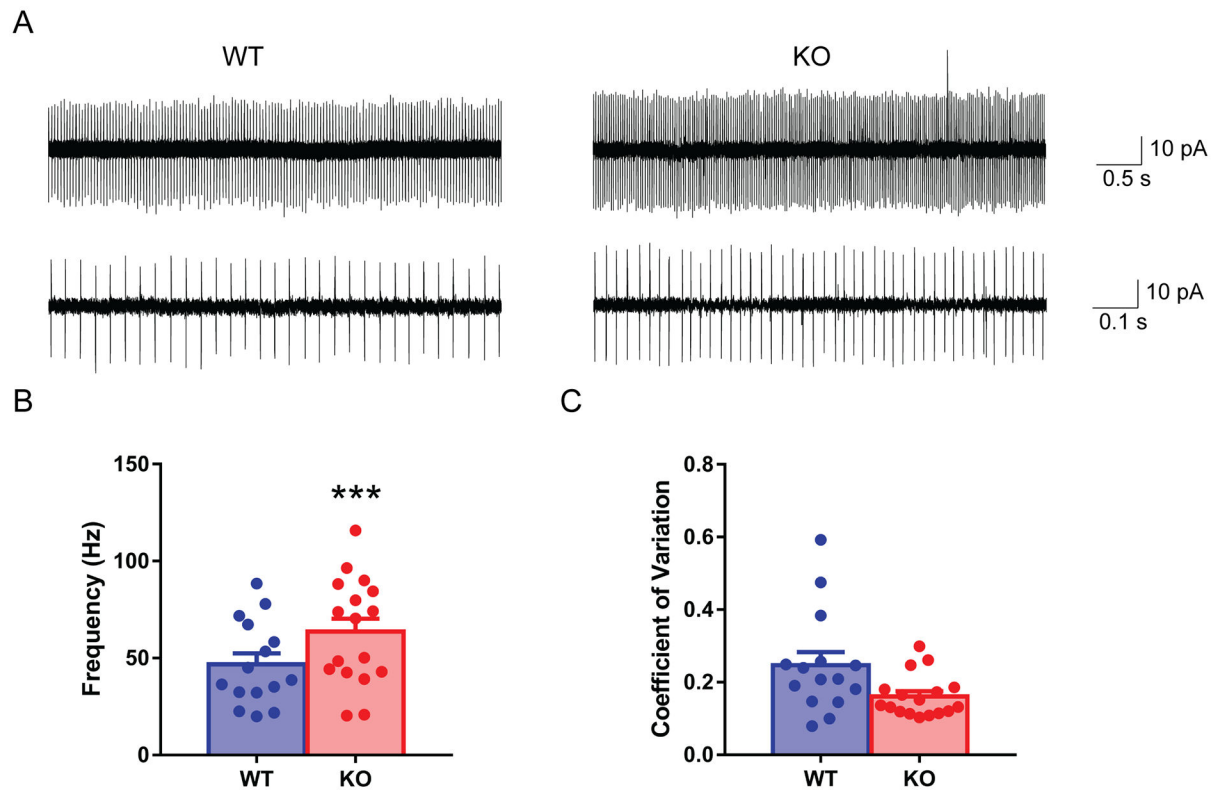 A
WT
KO
10 pA
0.5 s
10 pA
0.1 s
B
C
Frequency (Hz)
150
100
50
0
***
WT
KO
Coefficient of Variation
0.8
0.6
0.4
0.2
0.0
WT
KO